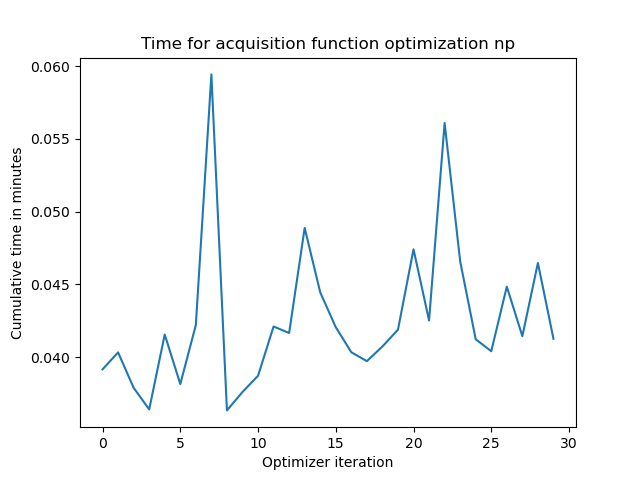 Time for acquisition function optimization np
0.060
0.055
0.050
0.045
0.040
Cumulative time in minutes
0 5 10 15 20 25 30
Optimizer iteration